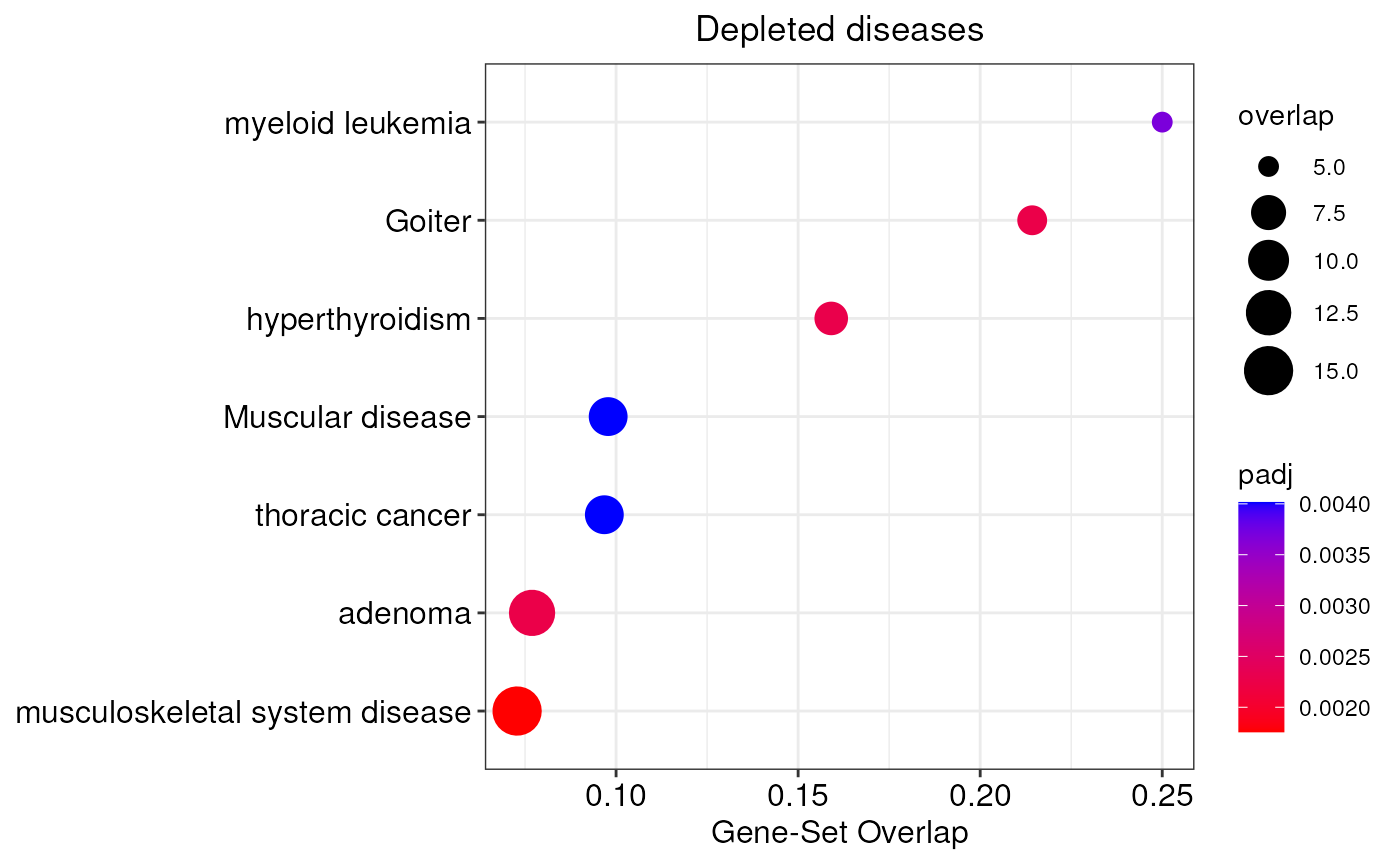 Depleted diseases
myeloid leukemia
Goiter
hyperthyroidism
Muscular disease
thoracic cancer
adenoma
musculoskeletal system disease
0.10 0.15 0.20 0.25
Gene-Set Overlap
overlap
5.0
7.5
10.0
12.5
15.0
padj
0.0040
0.0035
0.0030
0.0025
0.0020